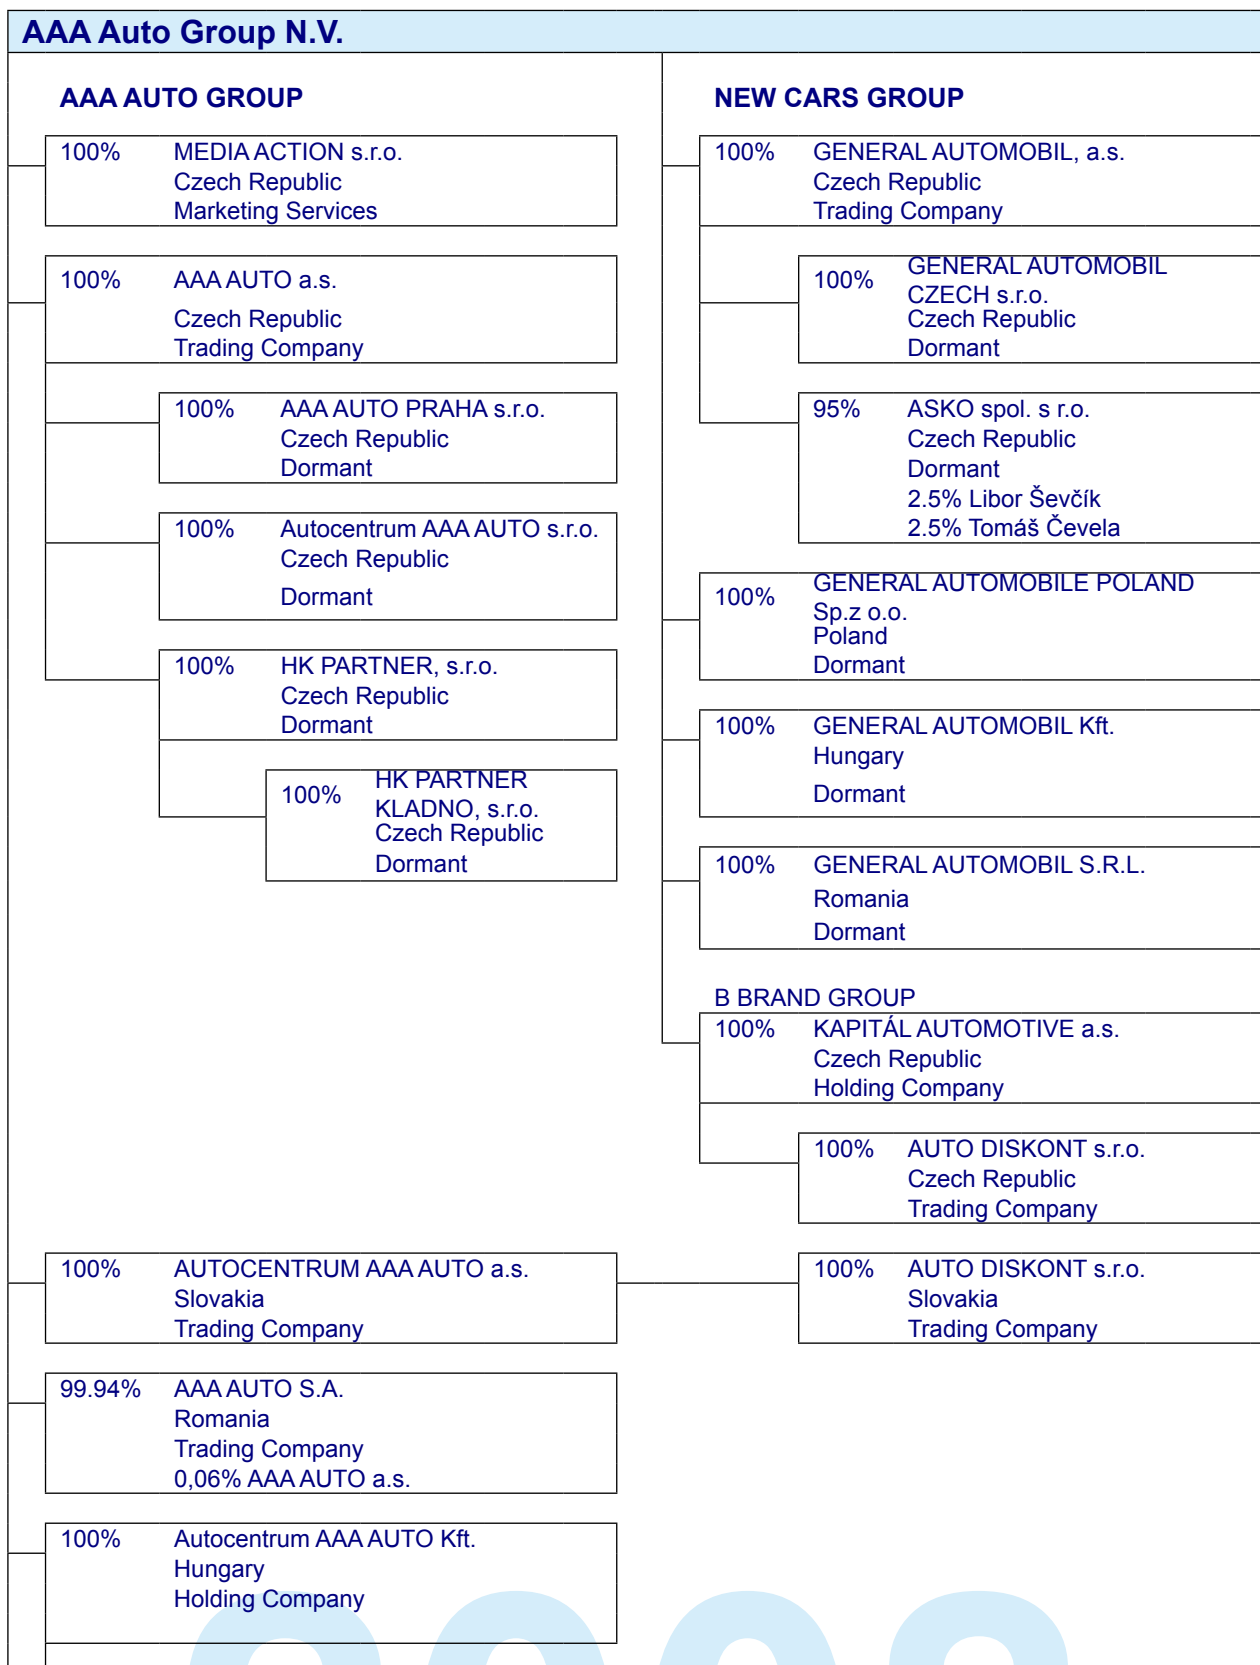 AAA Auto Group N.V.
AAA AUTO GROUP
100% MEDIA ACTION s.r.o.
Czech Republic
Marketing Services
100% AAA AUTO a.s.
Czech Republic
Trading Company
100% AAA AUTO PRAHA s.r.o.
Czech Republic
Dormant
100% Autocentrum AAA AUTO s.r.o.
Czech Republic
Dormant
100% HK PARTNER, s.r.o.
Czech Republic
Dormant
100% HK PARTNER
KLADNO, s.r.o.
Czech Republic
Dormant
NEW CARS GROUP
100% GENERAL AUTOMOBIL, a.s.
Czech Republic
Trading Company
100% GENERAL AUTOMOBIL
CZECH s.r.o.
Czech Republic
Dormant
95% ASKO spol. s r.o.
Czech Republic
Dormant
2.5% Libor Ševčík
2.5% Tomáš Čevela
100% GENERAL AUTOMOBILE POLAND
Sp.z o.o.
Poland
Dormant
100% GENERAL AUTOMOBIL Kft.
Hungary
Dormant
100% GENERAL AUTOMOBIL S.R.L.
Romania
Dormant
B BRAND GROUP
100% KAPITÁL AUTOMOTIVE a.s.
Czech Republic
Holding Company
100% AUTO DISKONT s.r.o.
Czech Republic
Trading Company
100% AUTOCENTRUM AAA AUTO a.s.
Slovakia
Trading Company
100% AUTO DISKONT s.r.o.
Slovakia
Trading Company
99.94% AAA AUTO S.A.
Romania
Trading Company
0,06% AAA AUTO a.s.
100% Autocentrum AAA AUTO Kft.
Hungary
Holding Company